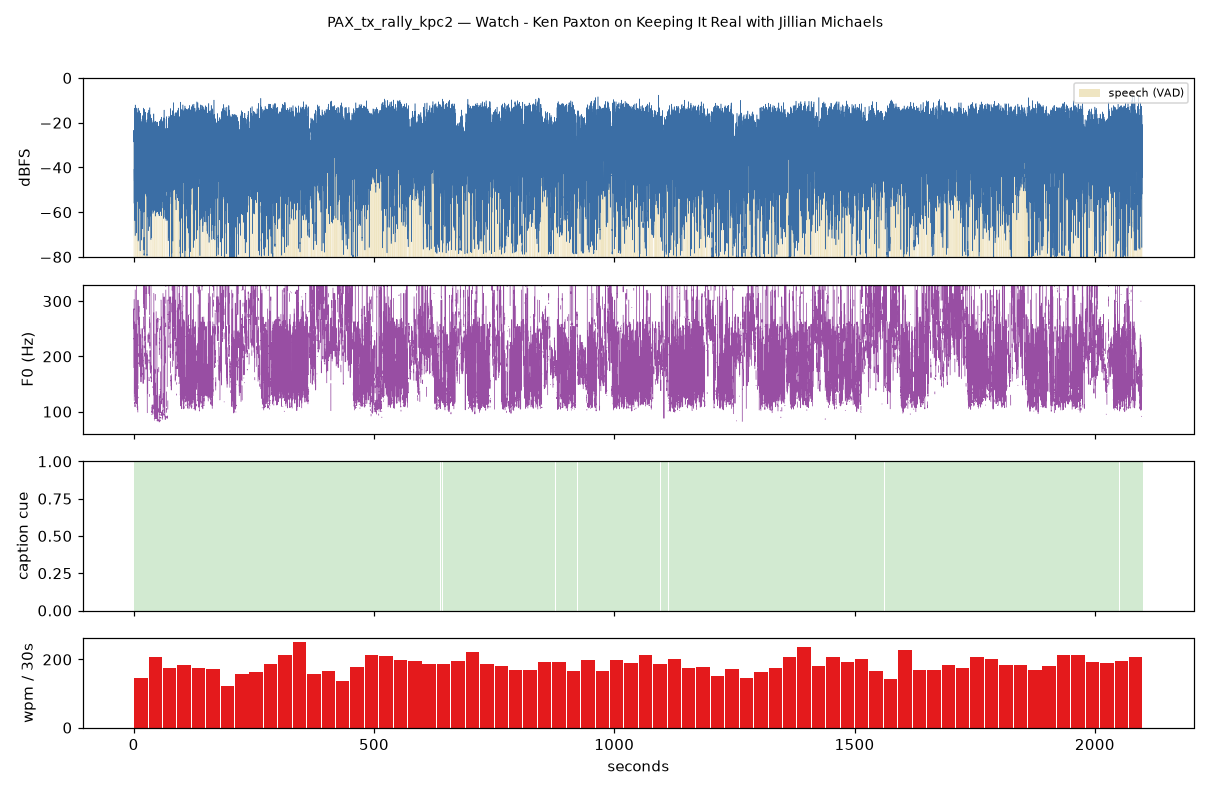 PAX_tx_rally_kpc2 — Watch - Ken Paxton on Keeping It Real with Jillian Michaels
0
−20
−40
−60
−80
dBFS
speech (VAD)
300
200
100
F0 (Hz)
1.00
0.75
0.50
0.25
0.00
caption cue
200
0
wpm / 30s
0 500 1000 1500 2000
seconds